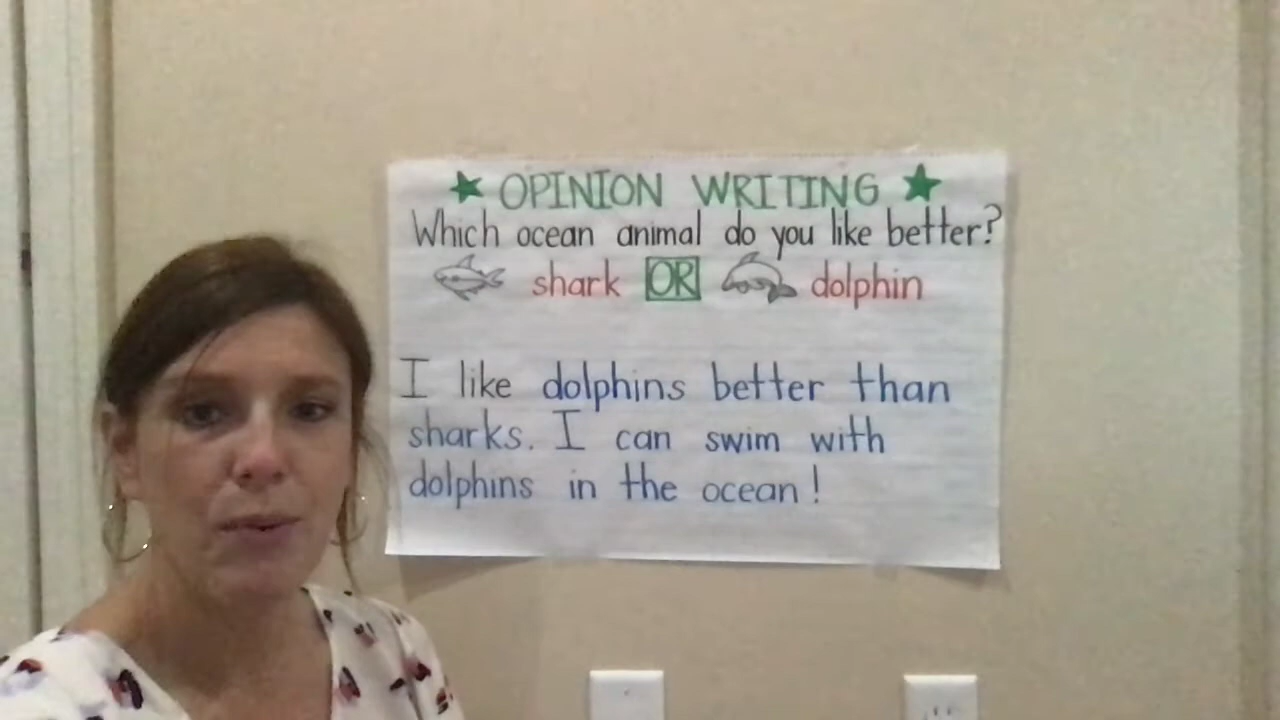 OPINION WRITING
Which ocean animal do you like better?
shark OR dolphin
I like dolphins better than
sharks. I can swim with
dolphins in the ocean!